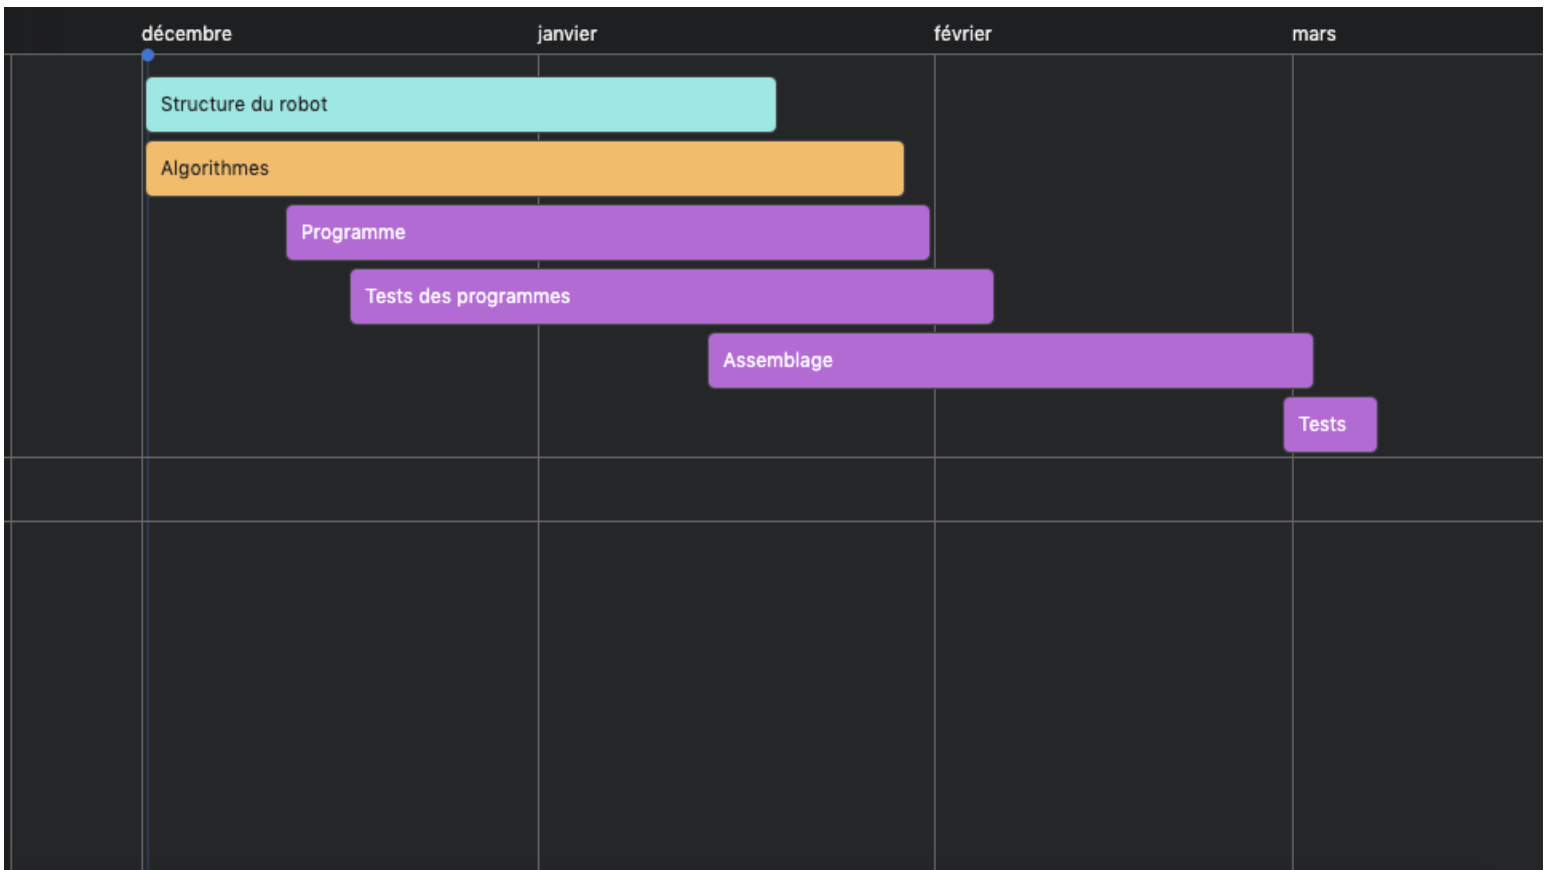 décembre janvier février mars
Structure du robot
Algorithmes
Programme
Tests des programmes
Assemblage
Tests